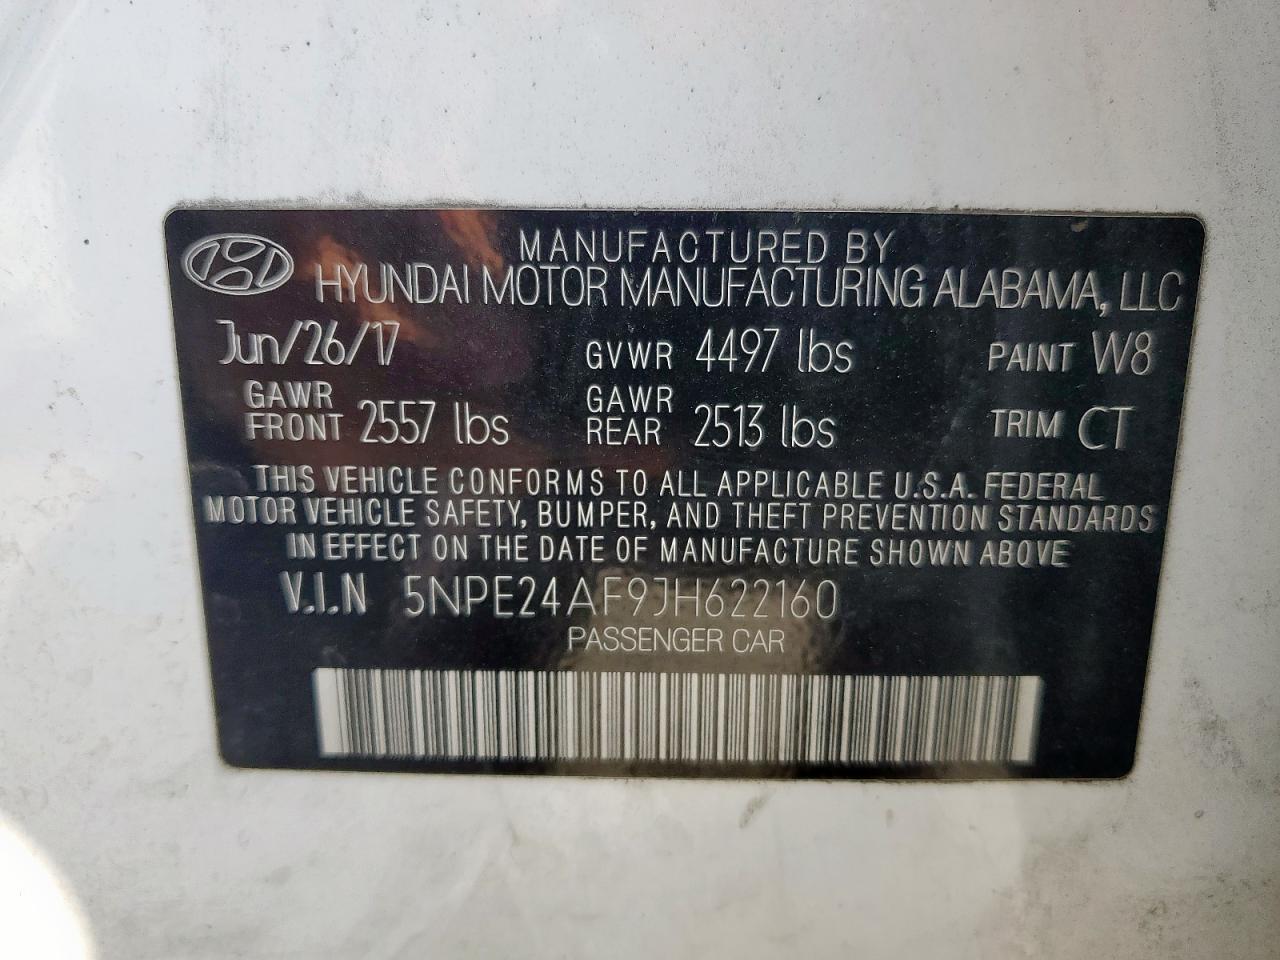 MANUFACTURED BY
HYUNDAI MOTOR MANUFACTURING ALABAMA, LLC
Jun/26/17 GVWR 4497 lbs PAINT W8
GAWR FRONT 2557 lbs GAWR REAR 2513 lbs TRIM CT
THIS VEHICLE CONFORMS TO ALL APPLICABLE U.S.A. FEDERAL
MOTOR VEHICLE SAFETY, BUMPER, AND THEFT PREVENTION STANDARDS
IN EFFECT ON THE DATE OF MANUFACTURE SHOWN ABOVE
V.I.N 5NPE24AF9JH622160
PASSENGER CAR